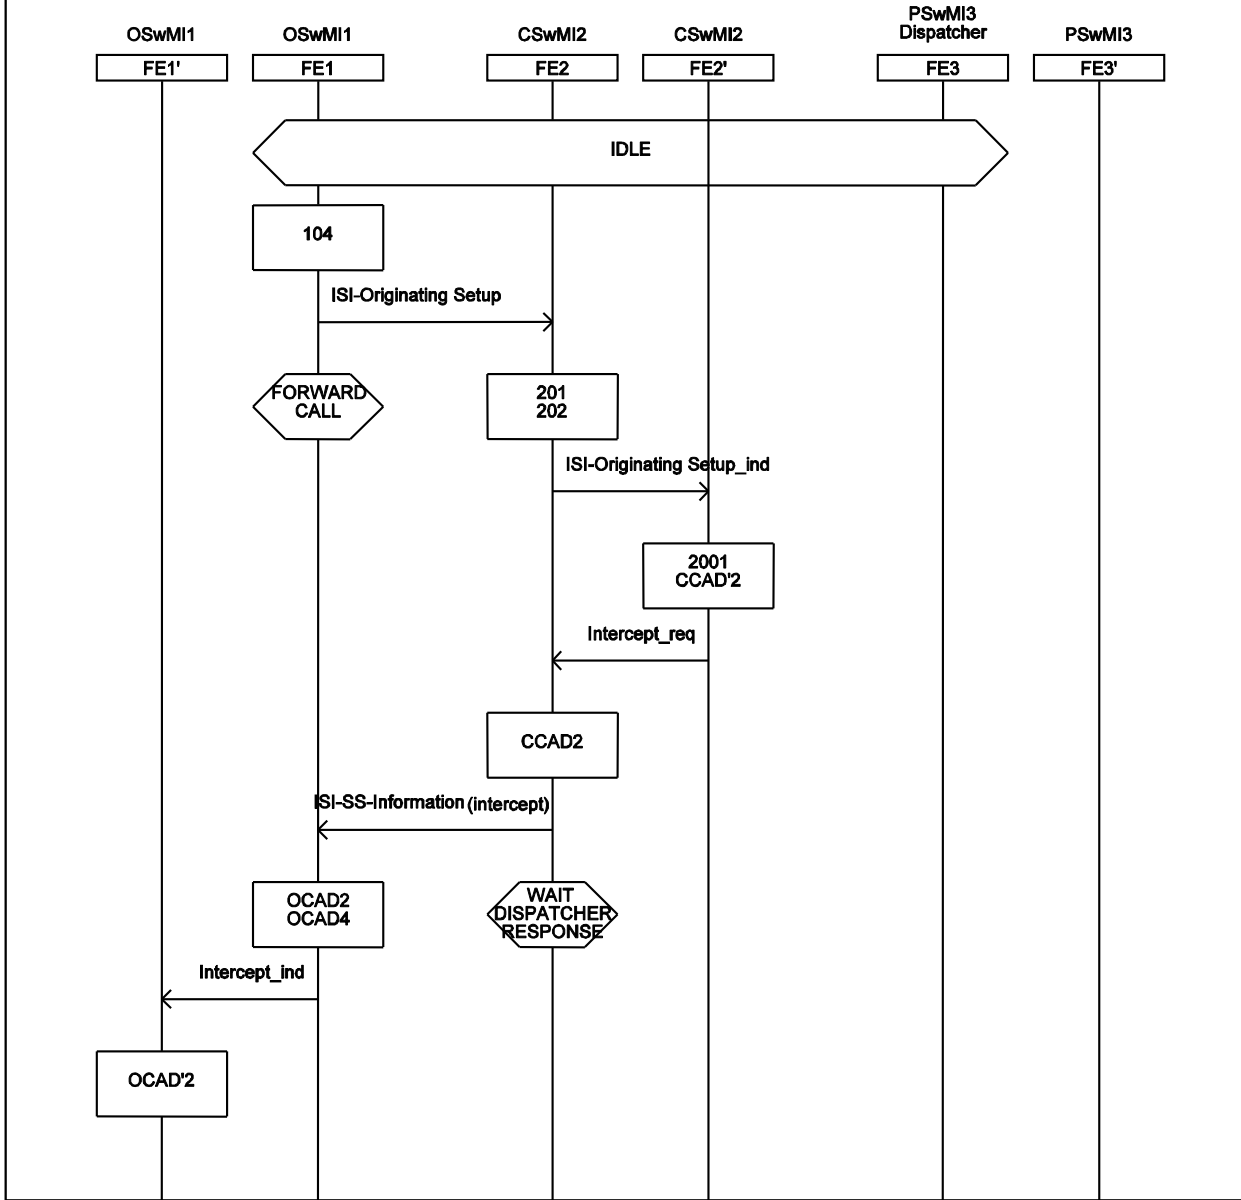 PSwMI3
OSwMI1 OSwMI1 CSwMI2 CSwMI2 Dispatcher PSwMI3
FE1' FE1 FE2 FE2' FE3 FE3'
IDLE
104
ISI-Originating Setup
FORWARD 201
CALL 202
ISI-Originating Setup_ind
2001
CCAD'2
Intercept_req
CCAD2
ISI-SS-Information (intercept)
OCAD2 WAIT
OCAD4 DISPATCHER
RESPONSE
Intercept_ind
OCAD'2